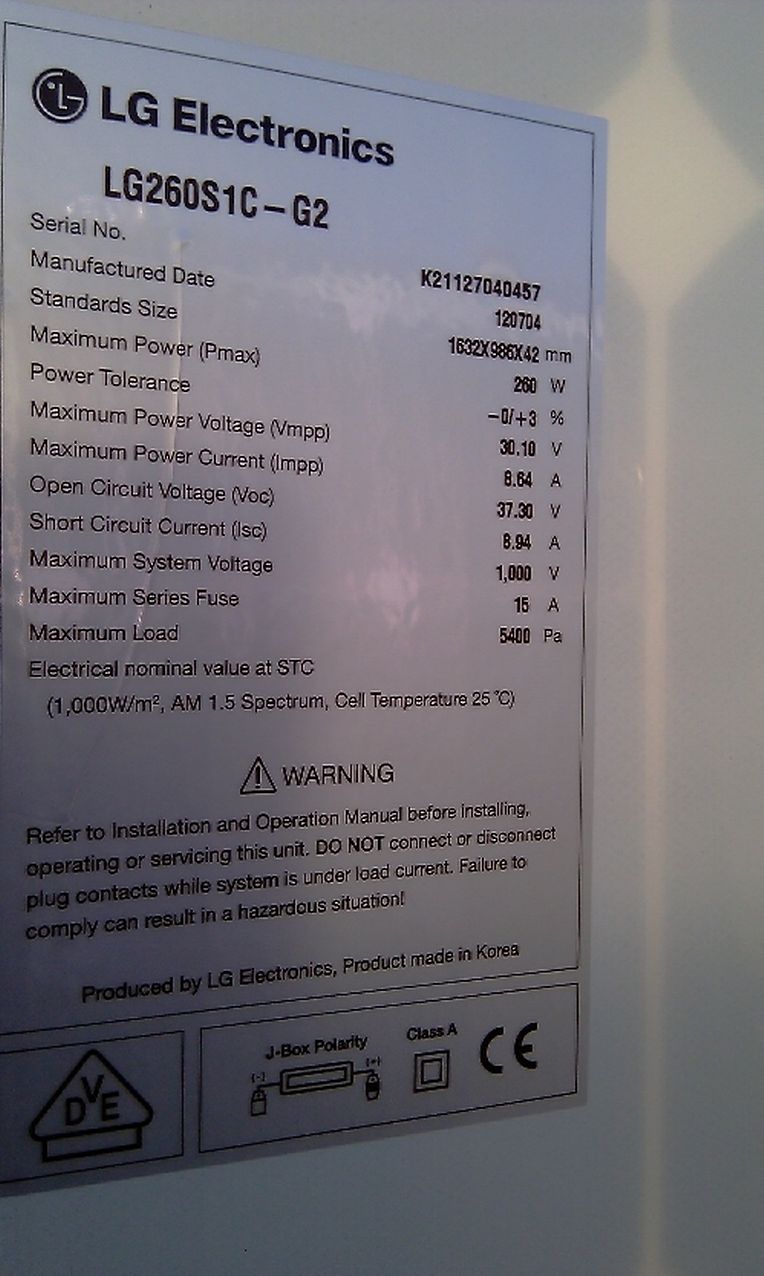 LG LG Electronics
LG260S1C-G2
Serial No. K21127040457
Manufactured Date 120704
Standards Size 1632X986X42 mm
Maximum Power (Pmax) 260 W
Power Tolerance -0/+3 %
Maximum Power Voltage (Vmpp) 30.10 V
Maximum Power Current (Impp) 8.64 A
Open Circuit Voltage (Voc) 37.30 V
Short Circuit Current (Isc) 8.94 A
Maximum System Voltage 1,000 V
Maximum Series Fuse 15 A
Maximum Load 5400 Pa
Electrical nominal value at STC
(1,000W/m², AM 1.5 Spectrum, Cell Temperature 25 ℃)
! WARNING
Refer to Installation and Operation Manual before installing,
operating or servicing this unit. DO NOT connect or disconnect
plug contacts while system is under load current. Failure to
comply can result in a hazardous situation!
Produced by LG Electronics, Product made in Korea
DVE
J-Box Polarity
(-) (+)
Class A
CE